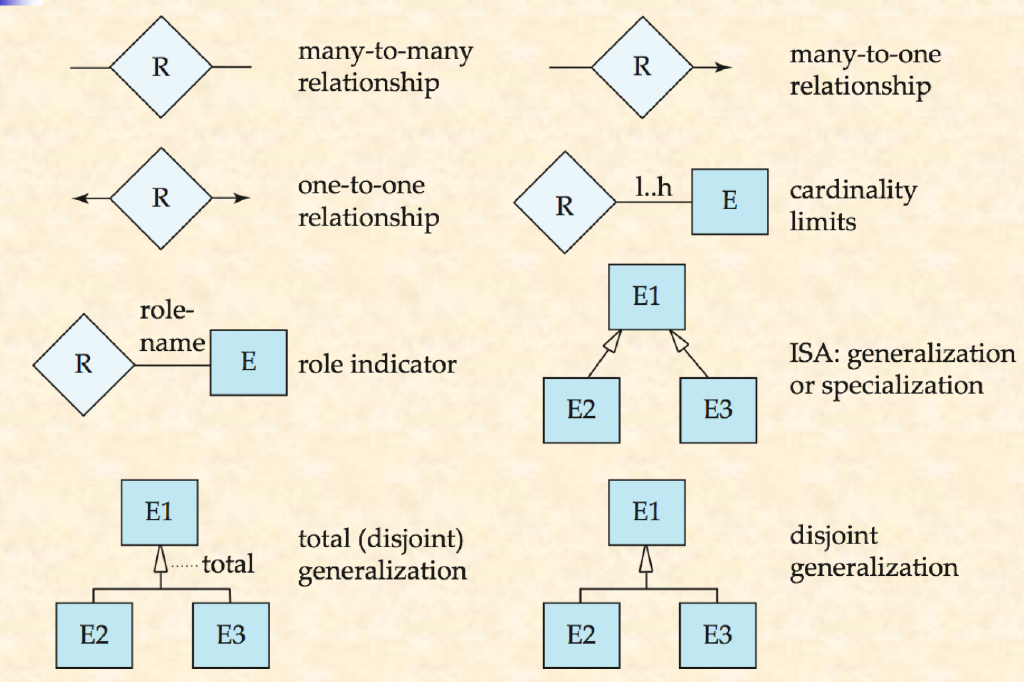 R
many-to-many
relationship
R
many-to-one
relationship
R
one-to-one
relationship
R
l..h
E
cardinality
limits
R
role-
name
E
role indicator
E1
E2
E3
ISA: generalization
or specialization
E1
total
E2
E3
total (disjoint)
generalization
E1
E2
E3
disjoint
generalization